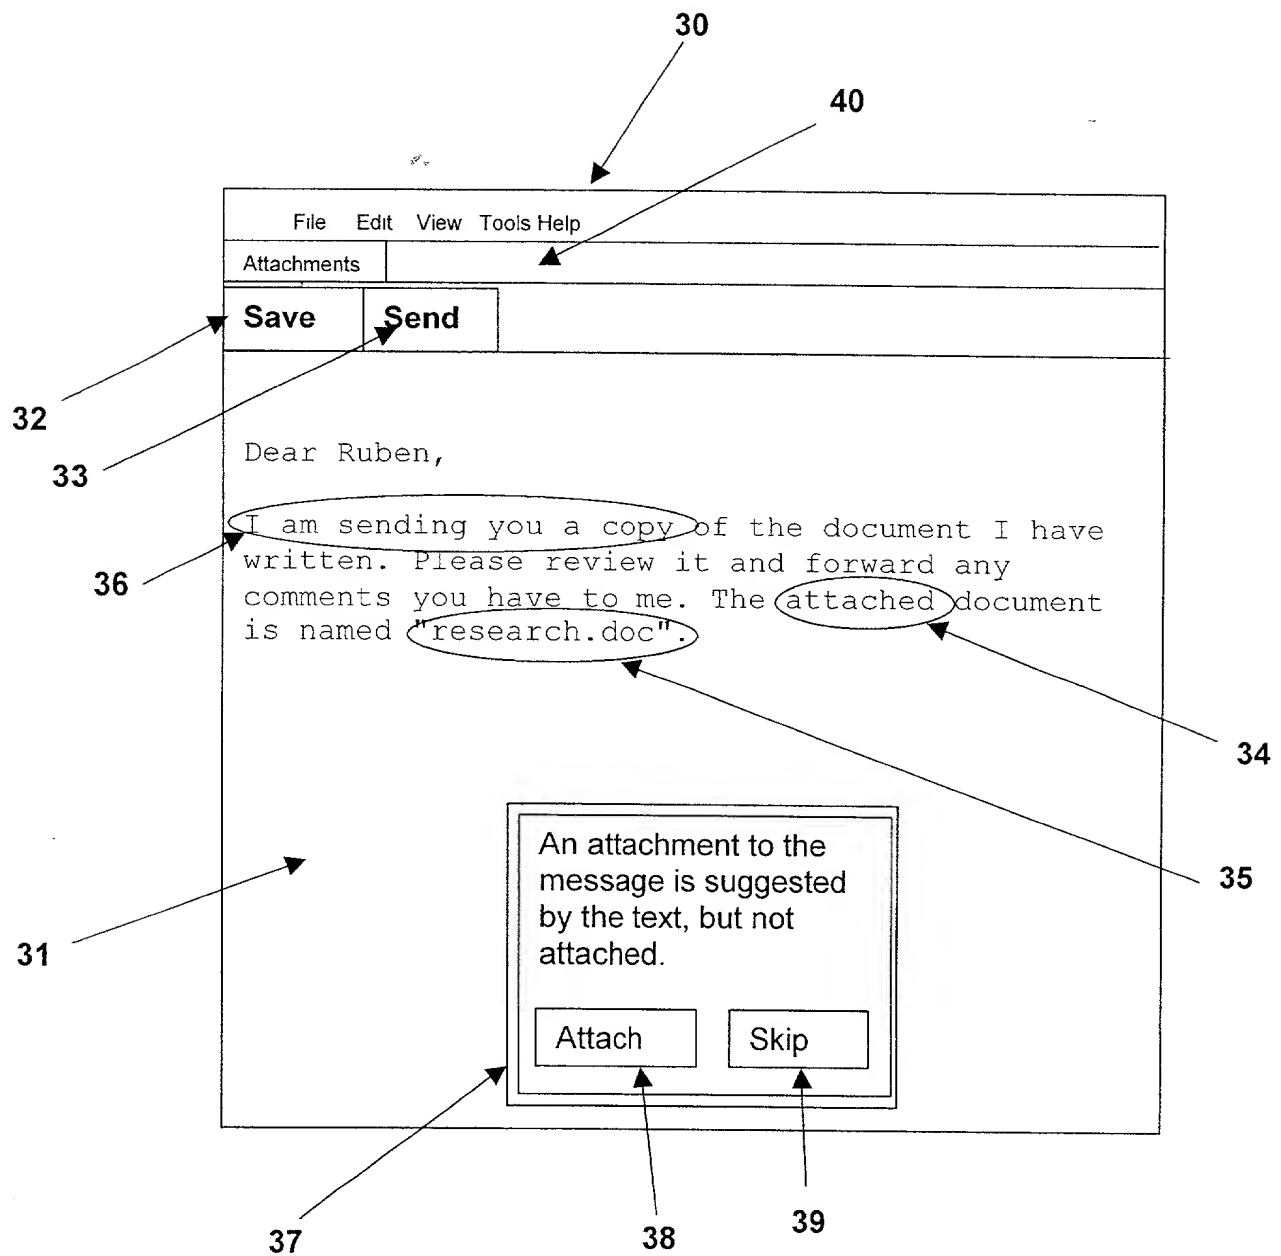 30
40
File Edit View Tools Help
Attachments
Save Send
32
33
Dear Ruben,
I am sending you a copy of the document I have
36
written. Please review it and forward any
comments you have to me. The attached document
is named "research.doc".
34
An attachment to the
message is suggested
35
by the text, but not
attached.
31
Attach Skip
37
38
39